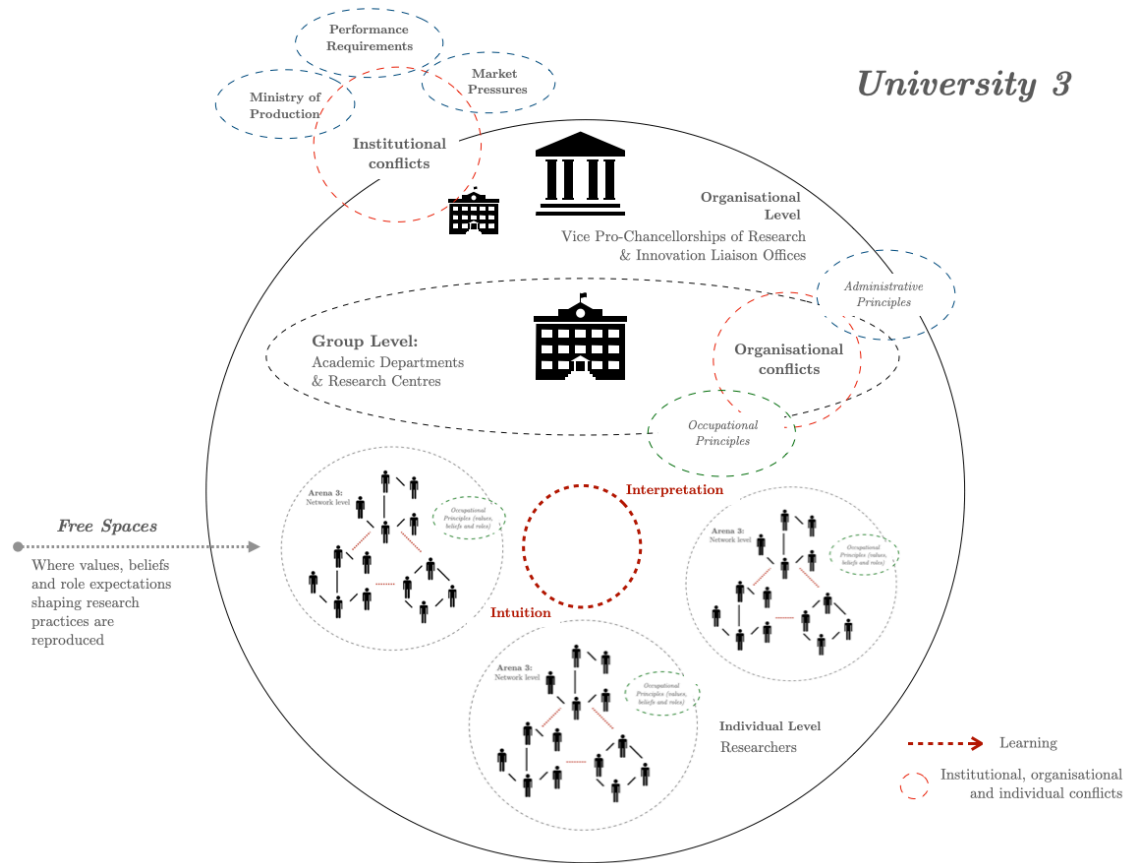 University 3
Performance
Requirements
Market
Pressures
Ministry of
Production
Institutional
conflicts
Organisational
Level
Vice Pro-Chancellorships of Research
& Innovation Liaison Offices
Administrative
Principles
Group Level:
Academic Departments
& Research Centres
Organisational
conflicts
Occupational
Principles
Interpretation
Arena 3:
Network level
Occupational
Principles (values,
beliefs and roles)
Free Spaces
Where values, beliefs
and role expectations
shaping research
practices are
reproduced
Arena 3:
Network level
Occupational
Principles (values,
beliefs and roles)
Intuition
Arena 3:
Network level
Occupational
Principles (values,
beliefs and roles)
Individual Level
Researchers
Learning
Institutional, organisational
and individual conflicts